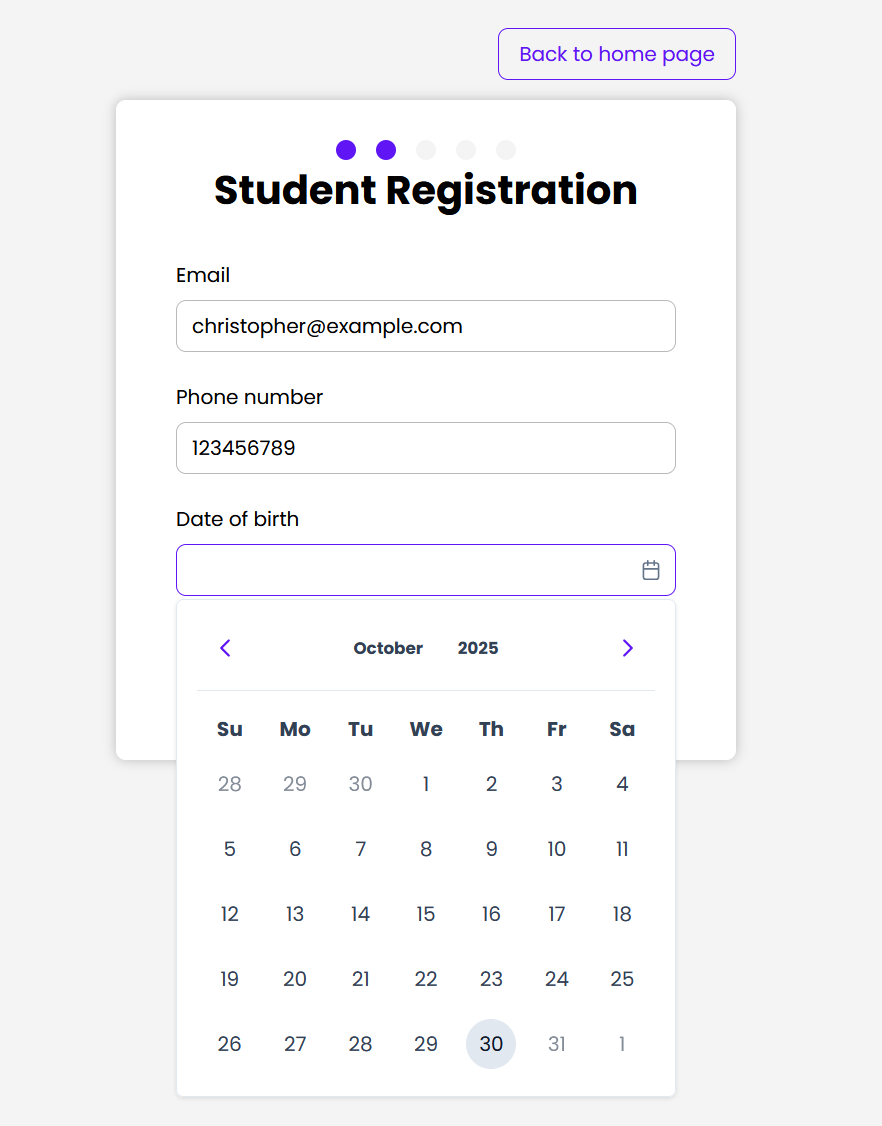 Back to home page
Student Registration
Email
christopher@example.com
Phone number
123456789
Date of birth
October 2025
Su Mo Tu We Th Fr Sa
28 29 30 1 2 3 4
5 6 7 8 9 10 11
12 13 14 15 16 17 18
19 20 21 22 23 24 25
26 27 28 29 30 31 1